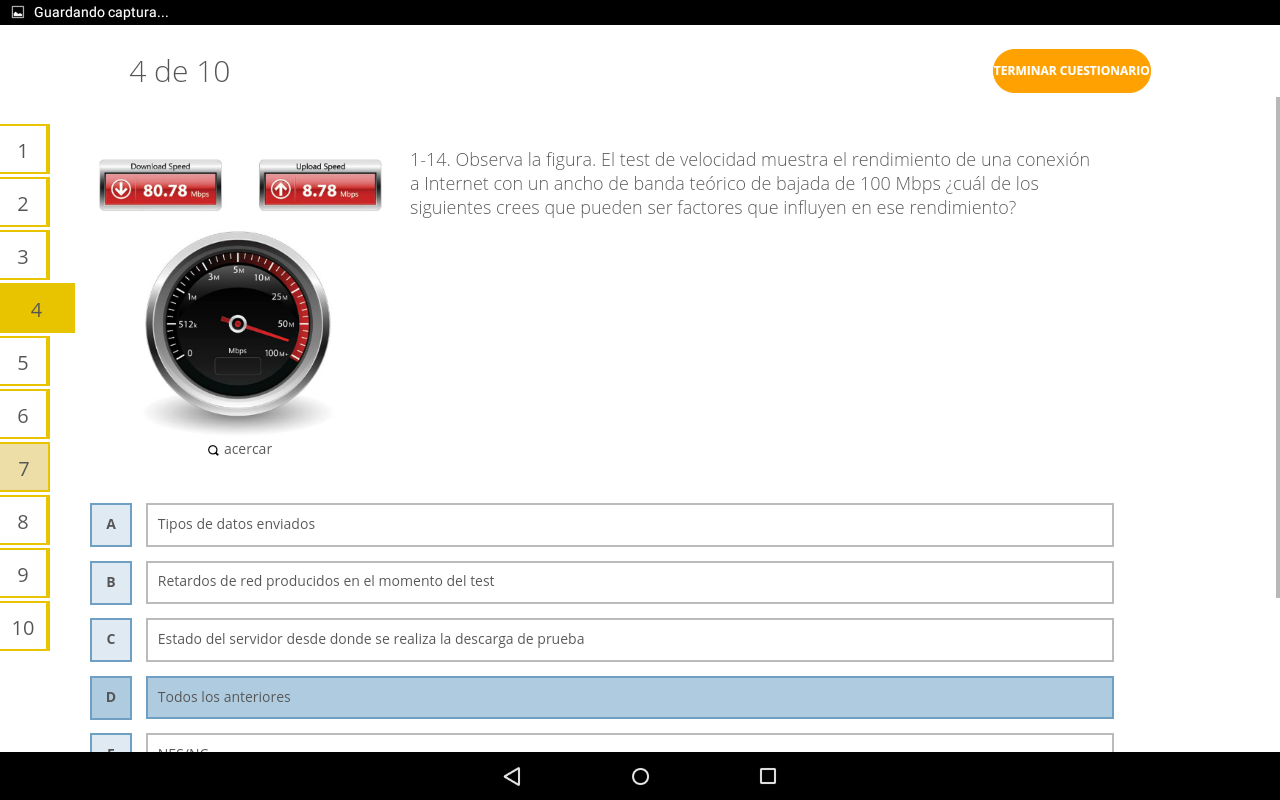 Guardando captura...
4 de 10
TERMINAR CUESTIONARIO
1
2
3
4
5
6
7
8
9
10
Download Speed
80.78 Mbps
Upload Speed
8.78 Mbps
0
512k
1M
3M
5M
10M
25M
50M
100M+
Mbps
acercar
1-14. Observa la figura. El test de velocidad muestra el rendimiento de una conexión
a Internet con un ancho de banda teórico de bajada de 100 Mbps ¿cuál de los
siguientes crees que pueden ser factores que influyen en ese rendimiento?
A Tipos de datos enviados
B Retardos de red producidos en el momento del test
C Estado del servidor desde donde se realiza la descarga de prueba
D Todos los anteriores